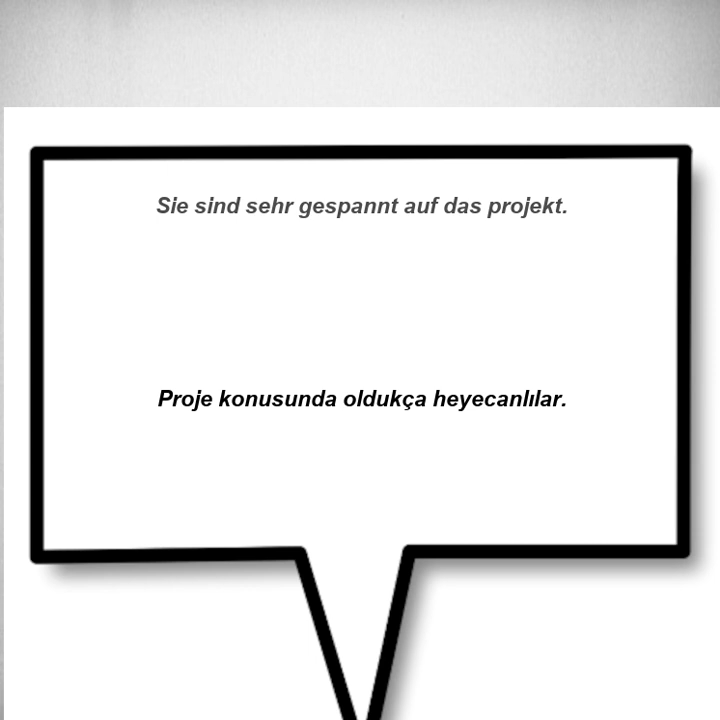 Sie sind sehr gespannt auf das projekt.
Proje konusunda oldukça heyecanlılar.